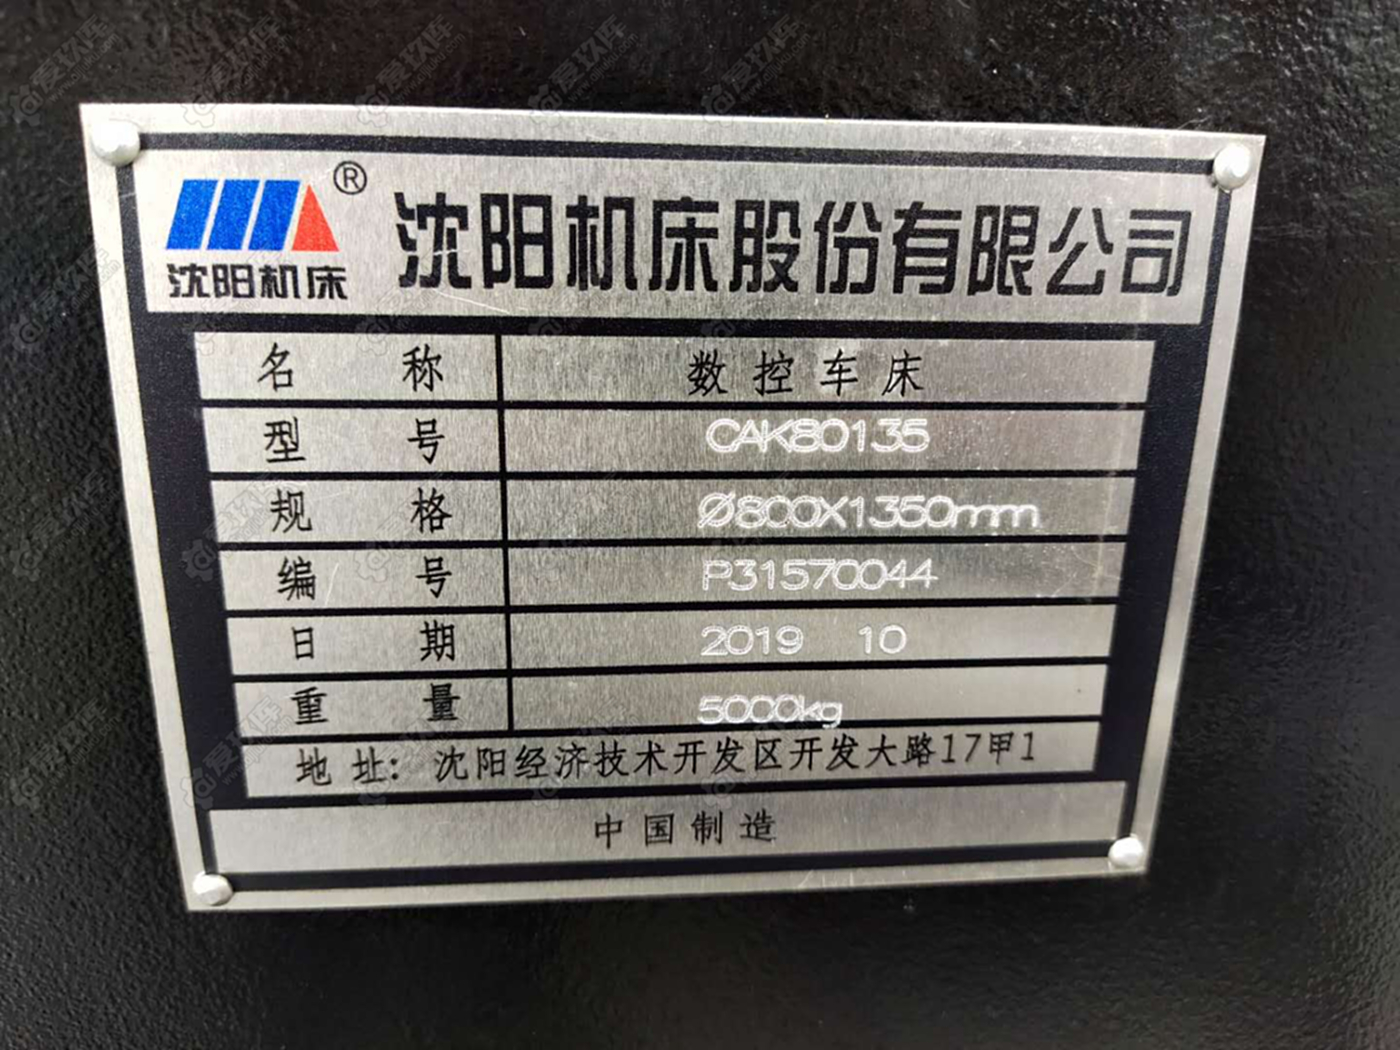 沈阳机床®
沈阳机床股份有限公司
名称 数控车床
型号 CAK80135
规格 Ø800X1350mm
编号 P31570044
日期 2019 10
重量 5000kg
地址：沈阳经济技术开发区开发大路17甲1
中国制造